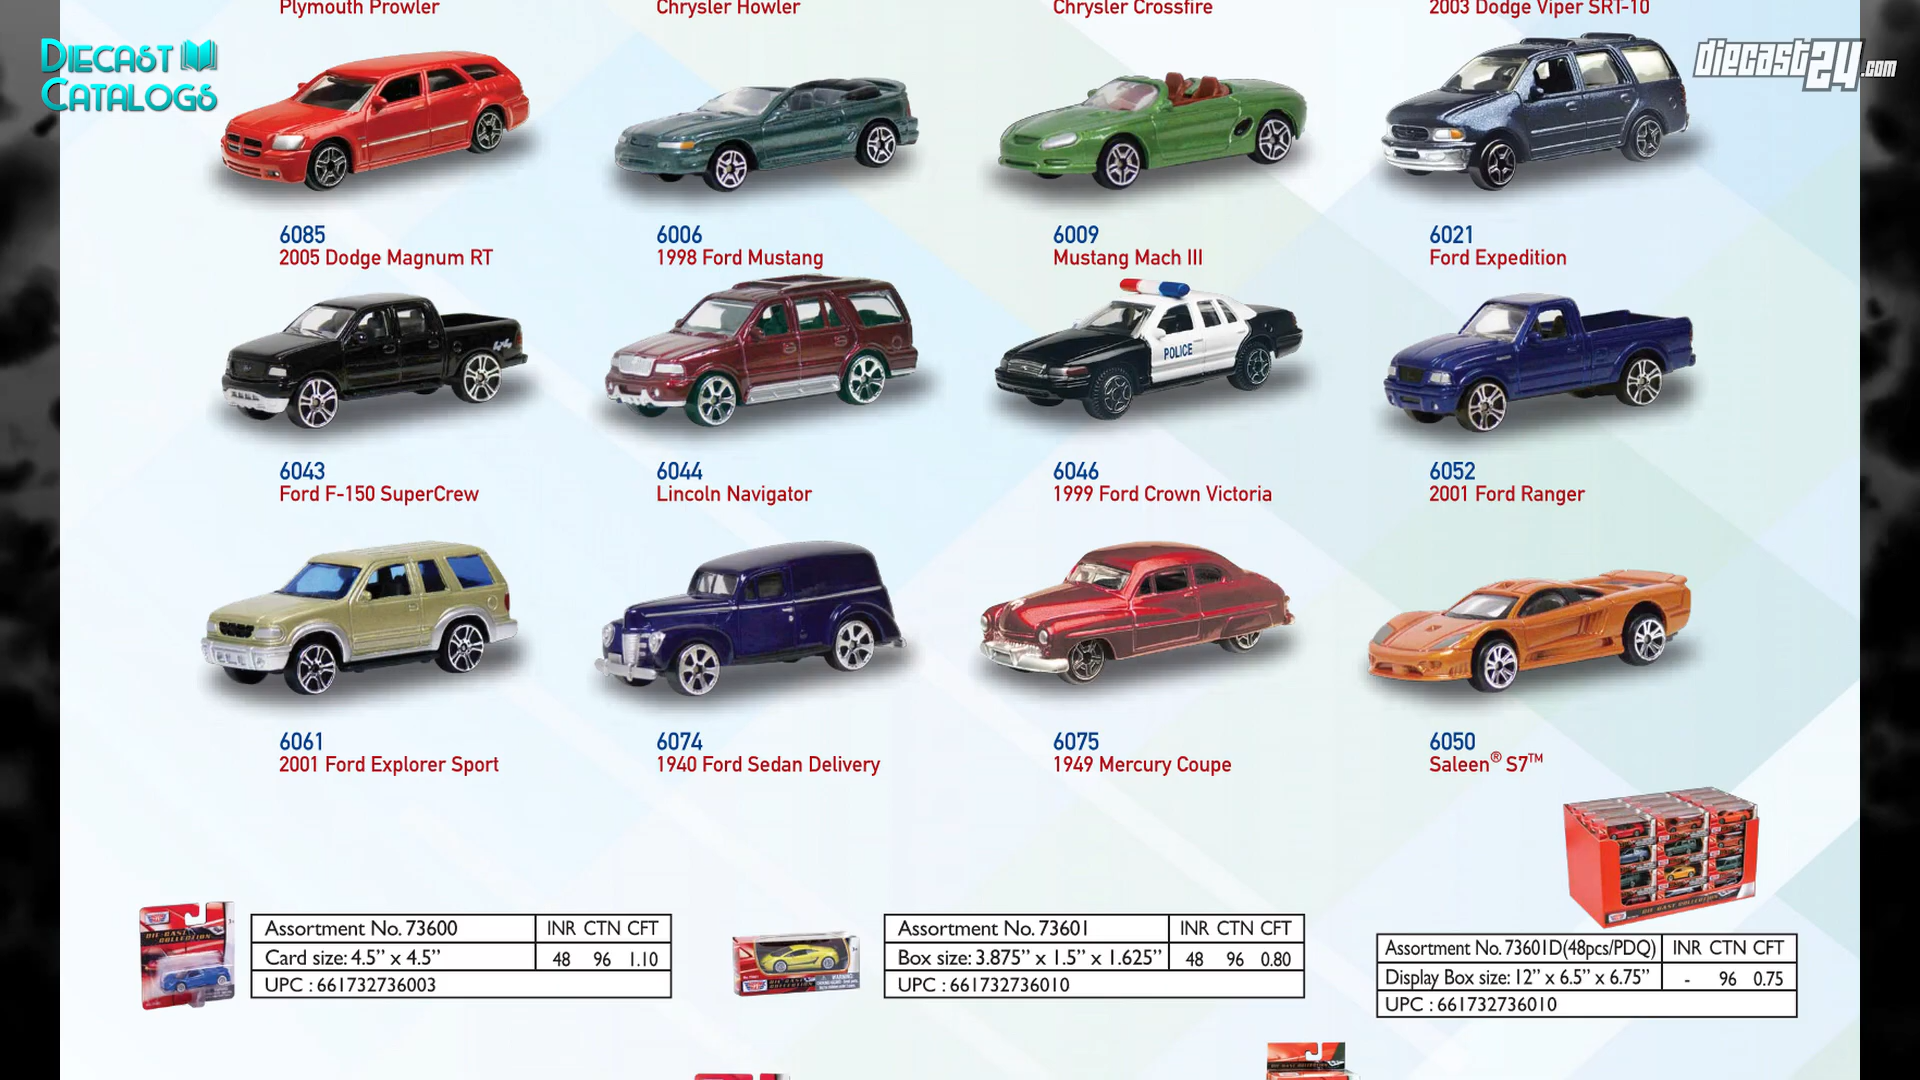 Plymouth Prowler
Chrysler Howler
Chrysler Crossfire
2003 Dodge Viper SRT-10
DIECAST
CATALOGS
diecast24.com
6085
2005 Dodge Magnum RT
6006
1998 Ford Mustang
6009
Mustang Mach III
6021
Ford Expedition
POLICE
6043
Ford F-150 SuperCrew
6044
Lincoln Navigator
6046
1999 Ford Crown Victoria
6052
2001 Ford Ranger
6061
2001 Ford Explorer Sport
6074
1940 Ford Sedan Delivery
6075
1949 Mercury Coupe
6050
Saleen® S7™
DIE-CAST
COLLECTION
Assortment No. 73600 INR CTN CFT
Card size: 4.5” x 4.5” 48 96 1.10
UPC : 661732736003
Assortment No. 73601 INR CTN CFT
Box size: 3.875” x 1.5” x 1.625” 48 96 0.80
UPC : 661732736010
DIE-CAST COLLECTION
Assortment No. 73601D(48pcs/PDQ) INR CTN CFT
Display Box size: 12” x 6.5” x 6.75” - 96 0.75
UPC : 661732736010